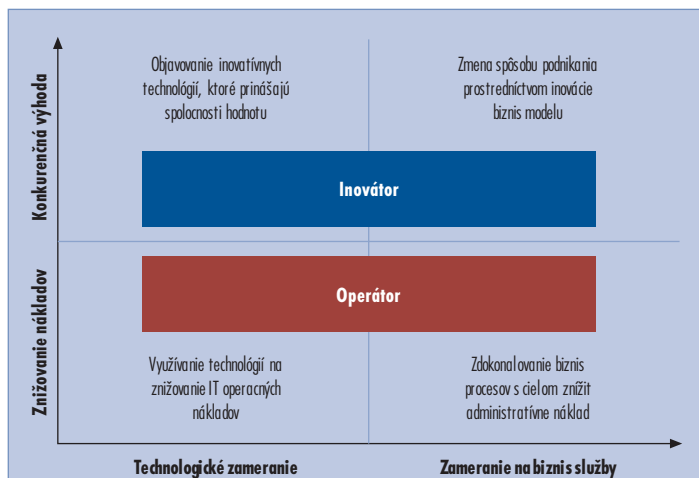 Konkurenčná výhoda
Objavovanie inovatívnych
technológií, ktoré prinášajú
spolocnosti hodnotu
Zmena spôsobu podnikania
prostredníctvom inovácie
biznis modelu
Inovátor
Znižovanie nákladov
Operátor
Využívanie technológií na
znižovanie IT operacných
nákladov
Zdokonalovanie biznis
procesov s cielom znížit
administratívne náklad
Technologické zameranie
Zameranie na biznis služby